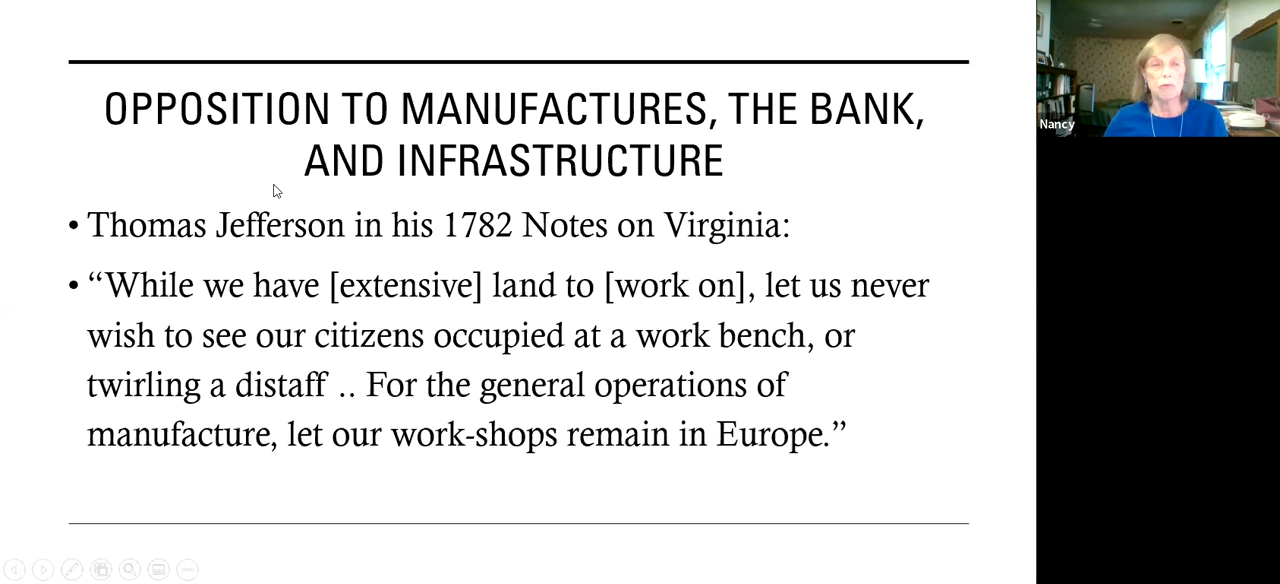 OPPOSITION TO MANUFACTURES, THE BANK,
AND INFRASTRUCTURE
• Thomas Jefferson in his 1782 Notes on Virginia:
• “While we have [extensive] land to [work on], let us never
wish to see our citizens occupied at a work bench, or
twirling a distaff .. For the general operations of
manufacture, let our work-shops remain in Europe.”
Nancy